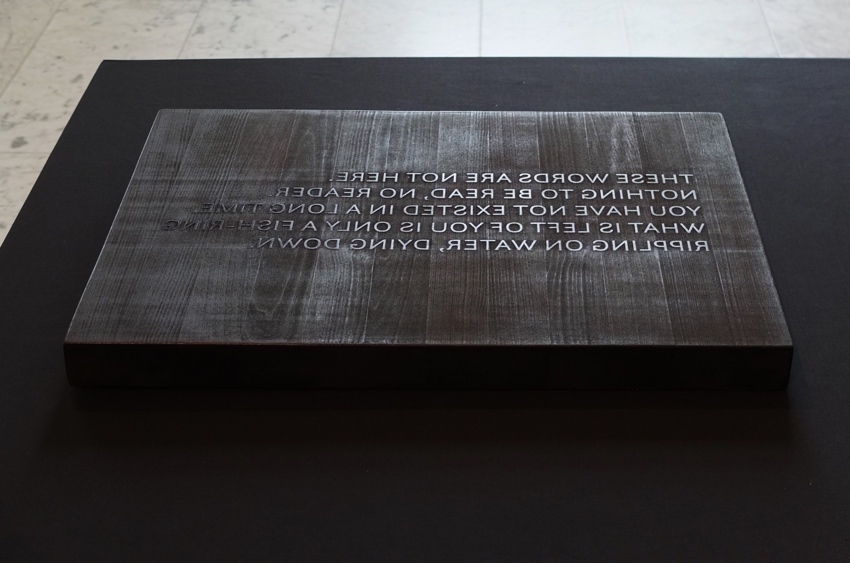 THESE WORDS ARE NOT HERE.
NOTHING TO BE READ, NO READER.
YOU HAVE NOT EXISTED IN A LONG TIME.
WHAT IS LEFT OF YOU IS ONLY A FISH-RING
RIPPLING ON WATER, DYING DOWN.